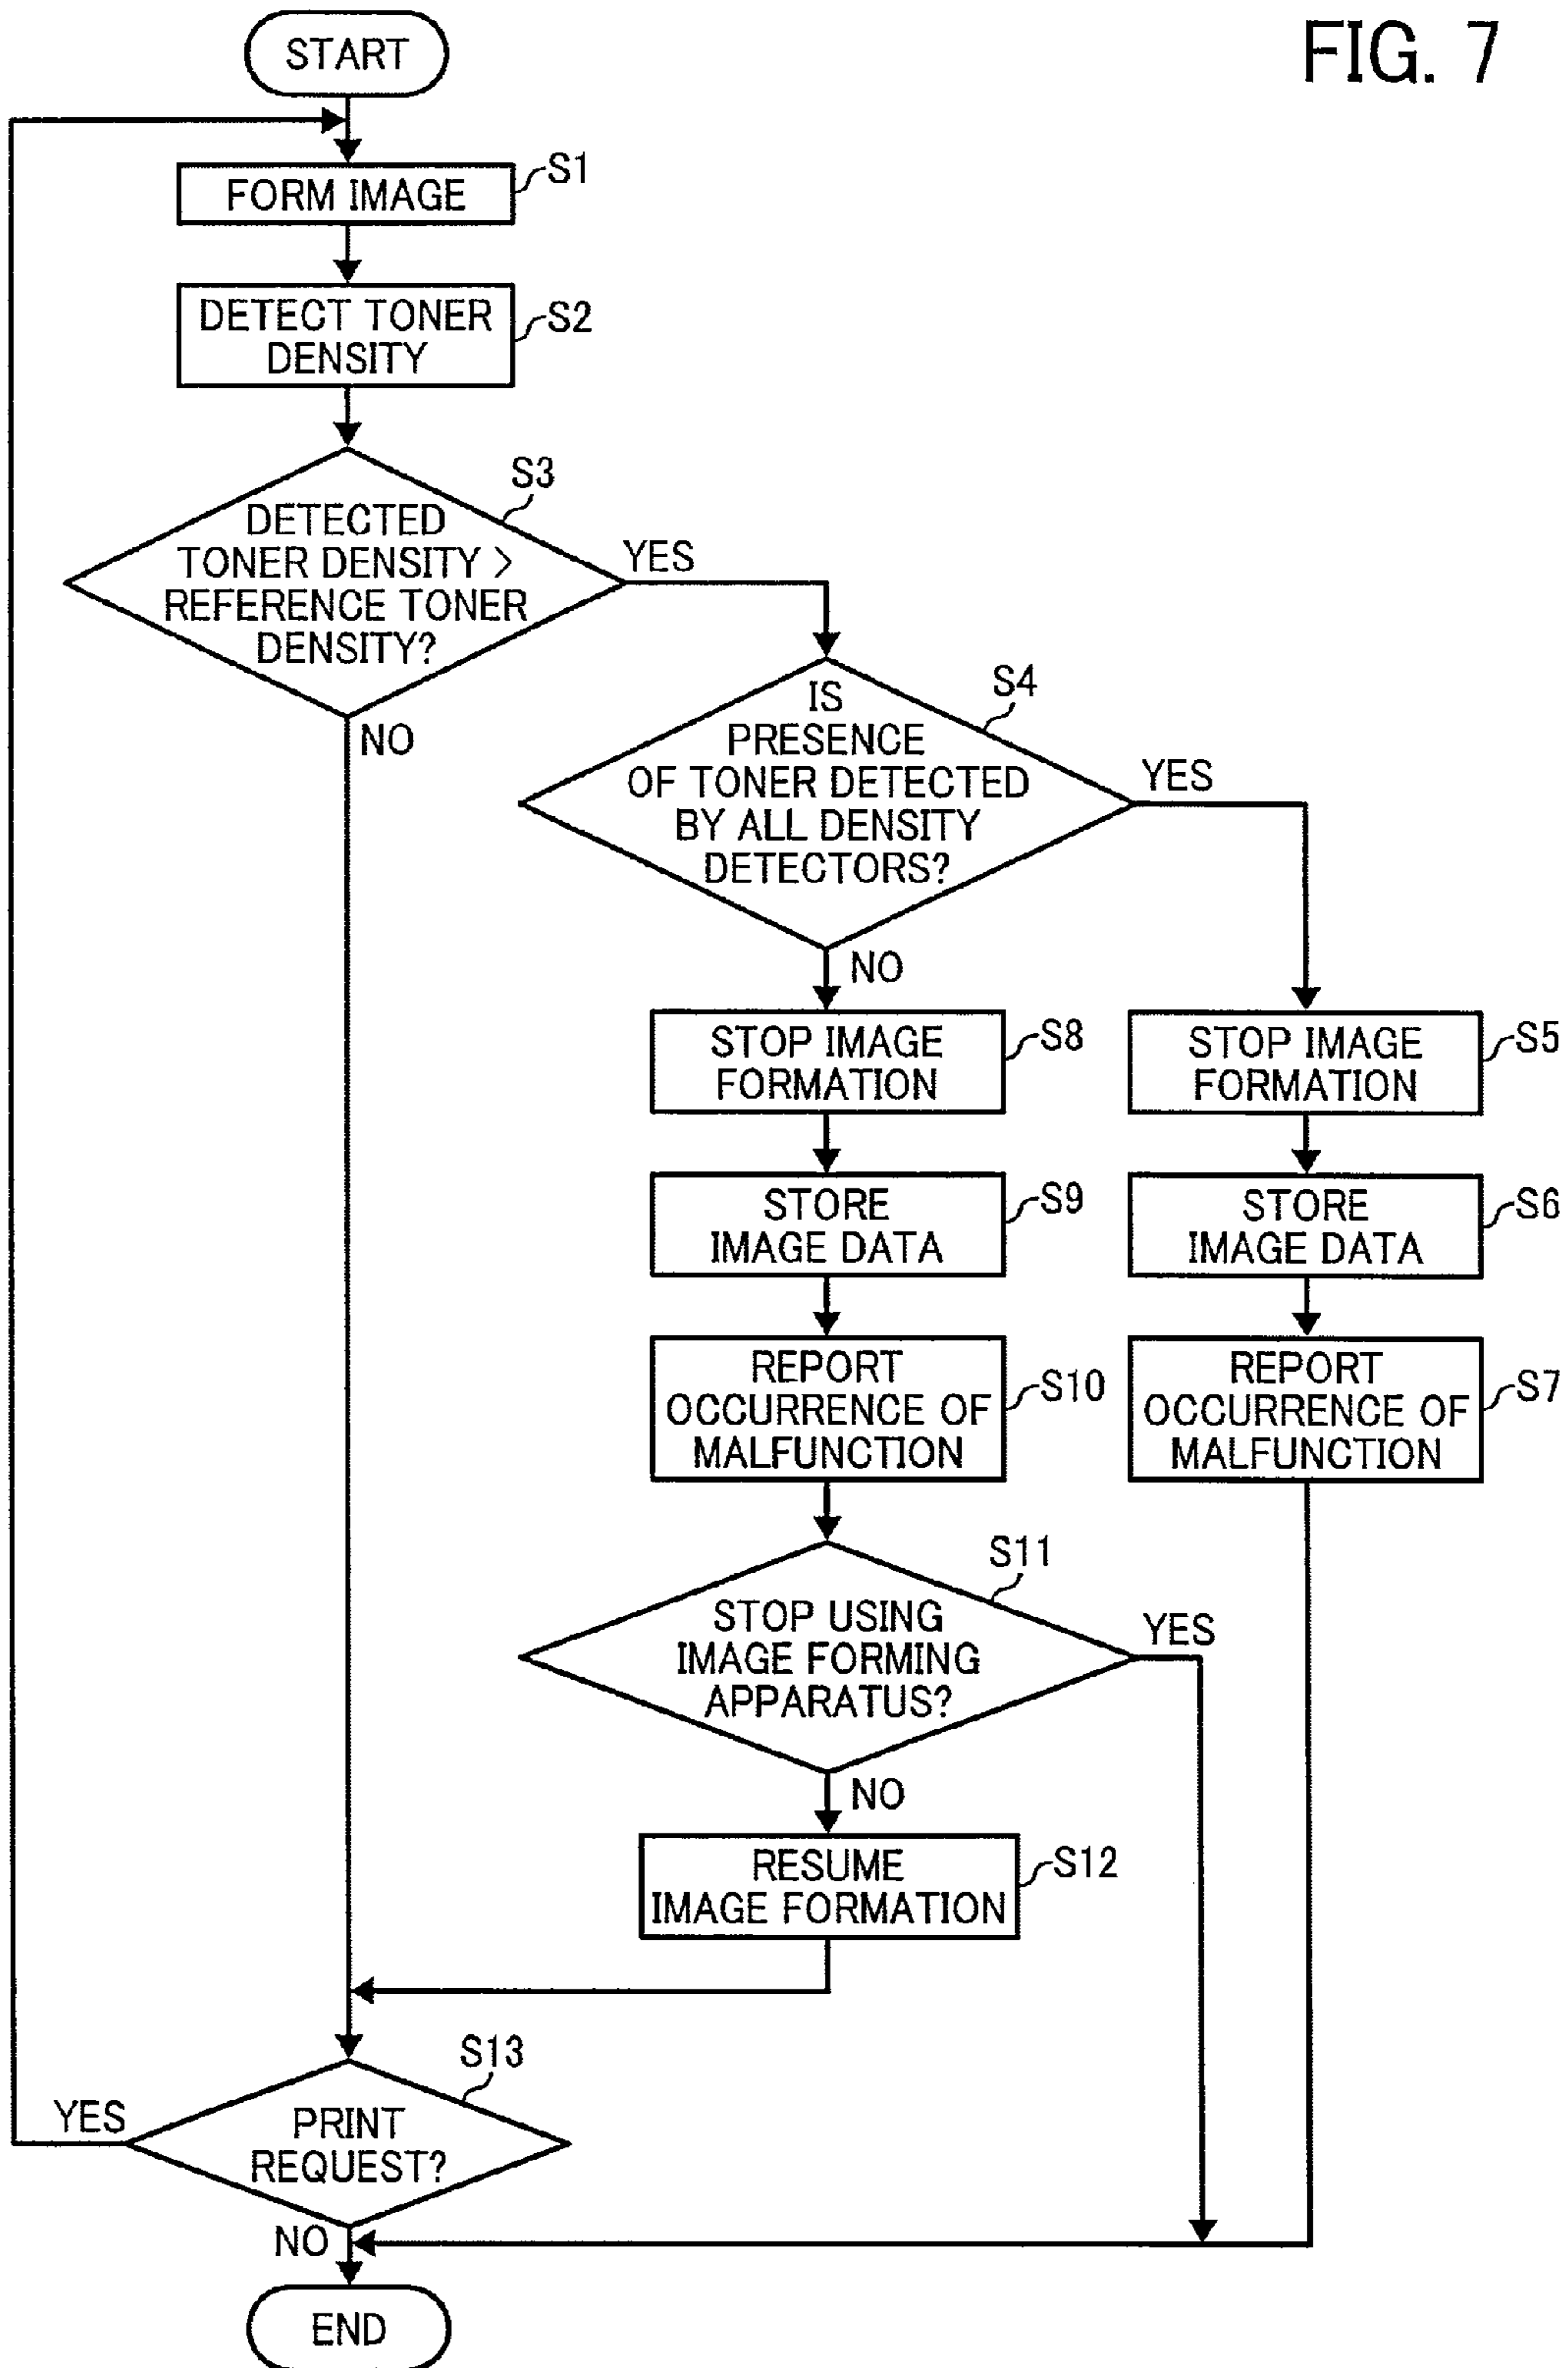 FIG. 7
START
FORM IMAGE
S1
DETECT TONER
DENSITY
S2
DETECTED
TONER DENSITY >
REFERENCE TONER
DENSITY?
S3
YES
NO
IS
PRESENCE
OF TONER DETECTED
BY ALL DENSITY
DETECTORS?
S4
YES
NO
STOP IMAGE
FORMATION
S8
STOP IMAGE
FORMATION
S5
STORE
IMAGE DATA
S9
STORE
IMAGE DATA
S6
REPORT
OCCURRENCE OF
MALFUNCTION
S10
REPORT
OCCURRENCE OF
MALFUNCTION
S7
STOP USING
IMAGE FORMING
APPARATUS?
S11
YES
NO
RESUME
IMAGE FORMATION
S12
PRINT
REQUEST?
S13
YES
NO
END